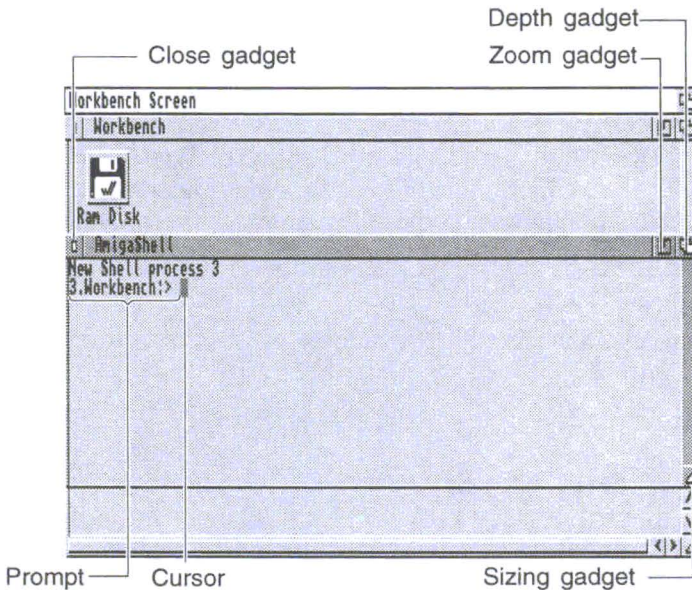 Depth gadget
Close gadget
Zoom gadget
Workbench Screen
Workbench
Ram Disk
AmigaShell
New Shell process 3
3.Workbench:>
Prompt
Cursor
Sizing gadget